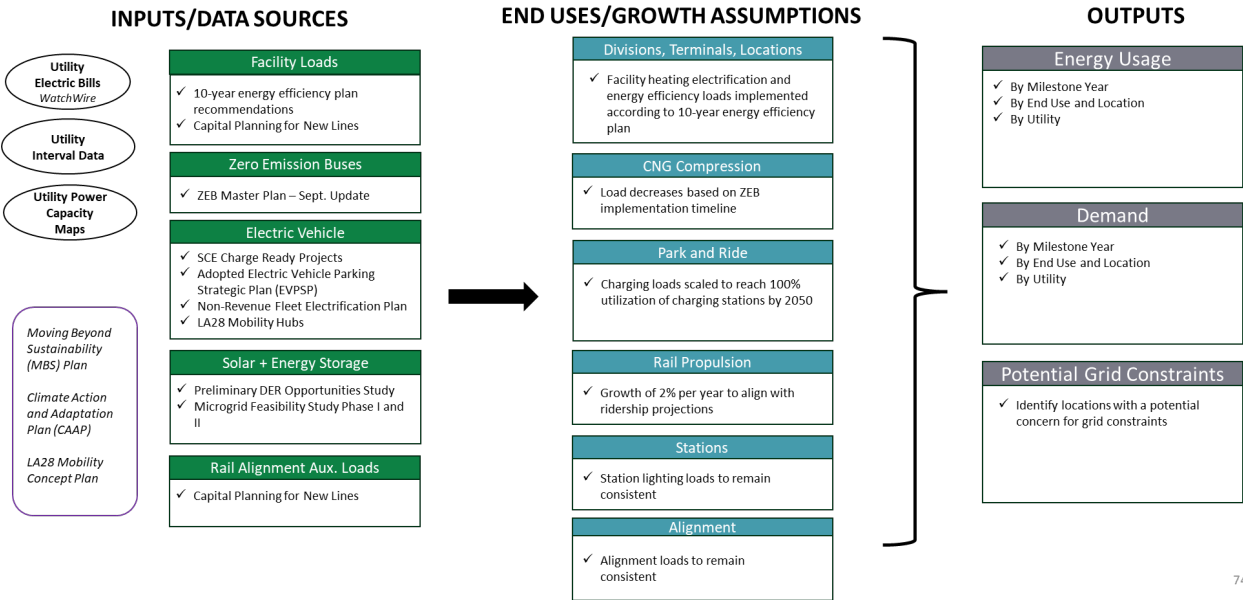 INPUTS/DATA SOURCES
Utility
Electric Bills
WatchWire
Utility
Interval Data
Utility Power
Capacity
Maps
Moving Beyond
Sustainability
(MBS) Plan
Climate Action
and Adaptation
Plan (CAAP)
LA28 Mobility
Concept Plan
Facility Loads
✓ 10-year energy efficiency plan
recommendations
✓ Capital Planning for New Lines
Zero Emission Buses
✓ ZEB Master Plan – Sept. Update
Electric Vehicle
✓ SCE Charge Ready Projects
✓ Adopted Electric Vehicle Parking
Strategic Plan (EVPSP)
✓ Non-Revenue Fleet Electrification Plan
✓ LA28 Mobility Hubs
Solar + Energy Storage
✓ Preliminary DER Opportunities Study
✓ Microgrid Feasibility Study Phase I and
II
Rail Alignment Aux. Loads
✓ Capital Planning for New Lines
END USES/GROWTH ASSUMPTIONS
Divisions, Terminals, Locations
✓ Facility heating electrification and
energy efficiency loads implemented
according to 10-year energy efficiency
plan
CNG Compression
✓ Load decreases based on ZEB
implementation timeline
Park and Ride
✓ Charging loads scaled to reach 100%
utilization of charging stations by 2050
Rail Propulsion
✓ Growth of 2% per year to align with
ridership projections
Stations
✓ Station lighting loads to remain
consistent
Alignment
✓ Alignment loads to remain
consistent
OUTPUTS
Energy Usage
✓ By Milestone Year
✓ By End Use and Location
✓ By Utility
Demand
✓ By Milestone Year
✓ By End Use and Location
✓ By Utility
Potential Grid Constraints
✓ Identify locations with a potential
concern for grid constraints
74